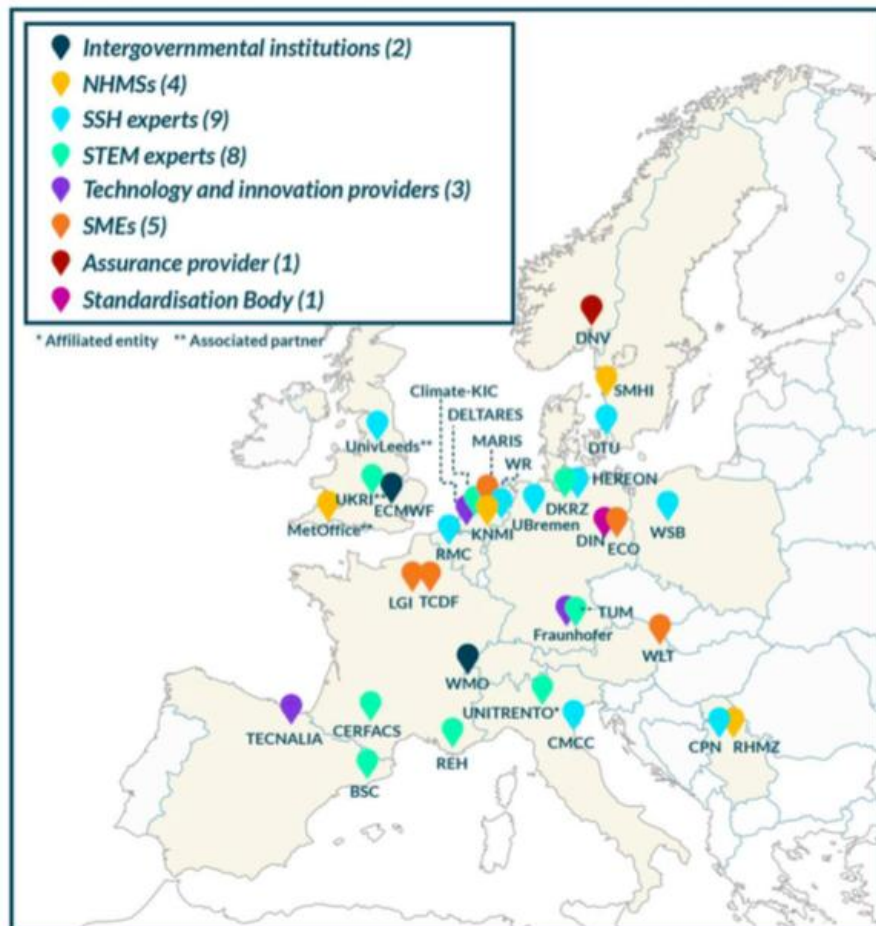 Intergovernmental institutions (2)
NHMSs (4)
SSH experts (9)
STEM experts (8)
Technology and innovation providers (3)
SMEs (5)
Assurance provider (1)
Standardisation Body (1)
* Affiliated entity ** Associated partner
DNV
Climate-KIC
SMHI
DELTARES
MARIS
DTU
UnivLeeds**
WR
HEREON
UKRI**
ECMWF
DKRZ
MetOffice**
KNMI
UBremen
WSB
RMC
DIN
ECO
LGI
TCDF
** TUM
Fraunhofer
WLT
WMO
UNITRENTO*
TECNALIA
CERFACS
CMCC
CPN
RHMZ
REH
BSC